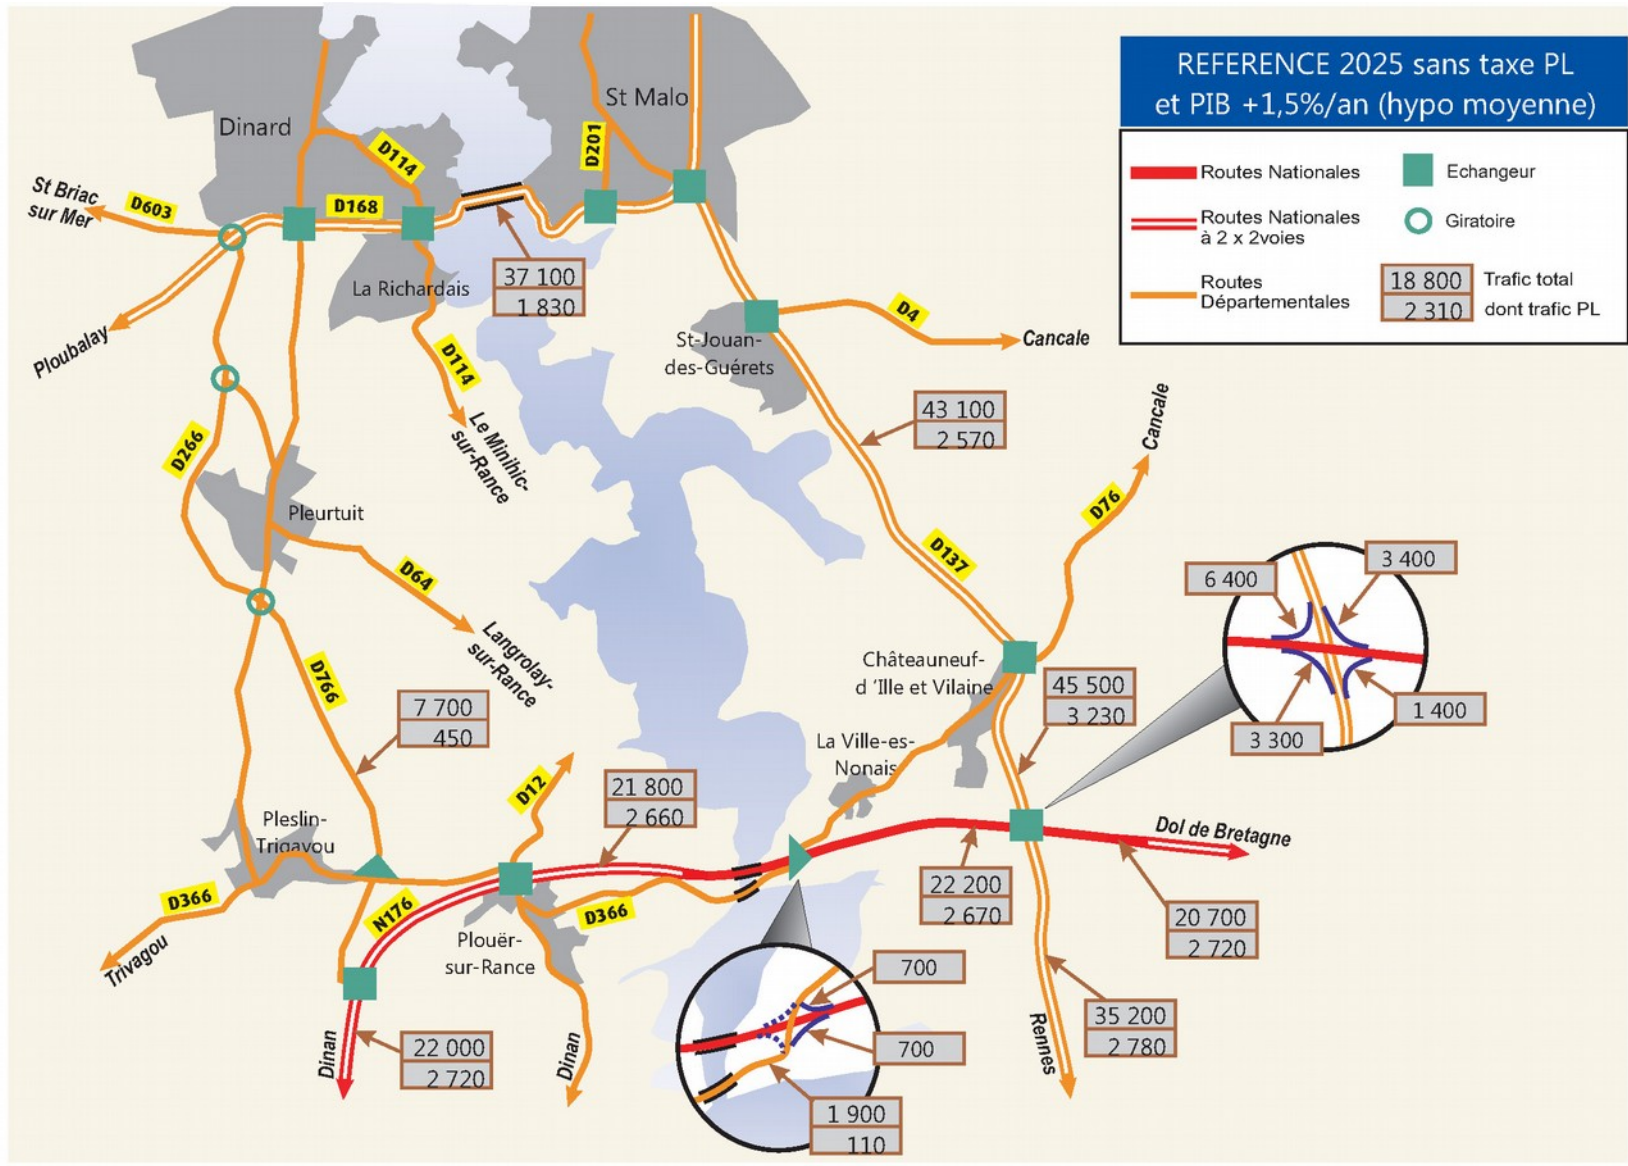 REFERENCE 2025 sans taxe PL
et PIB +1,5%/an (hypo moyenne)
Routes Nationales
Echangeur
Routes Nationales
à 2 x 2voies
Giratoire
Routes
Départementales
18 800
2 310
Trafic total
dont trafic PL
St Malo
Dinard
D201
D114
St Briac
sur Mer
D603
D168
La Richardais
37 100
1 830
Ploubalay
D4
Cancale
St-Jouan-
des-Guérets
D114
Le Minihic-
sur-Rance
43 100
2 570
Cancale
D266
D76
Pleurtuit
D137
D64
Langrolay-
sur-Rance
3 400
6 400
1 400
3 300
D766
Châteauneuf-
d 'Ille et Vilaine
45 500
3 230
7 700
450
La Ville-es-
Nonais
D12
21 800
2 660
Pleslin-
Trigavou
Dol de Bretagne
22 200
2 670
20 700
2 720
D366
N176
D366
Trivagou
Plouër-
sur-Rance
700
700
35 200
2 780
Rennes
Dinan
22 000
2 720
Dinan
1 900
110